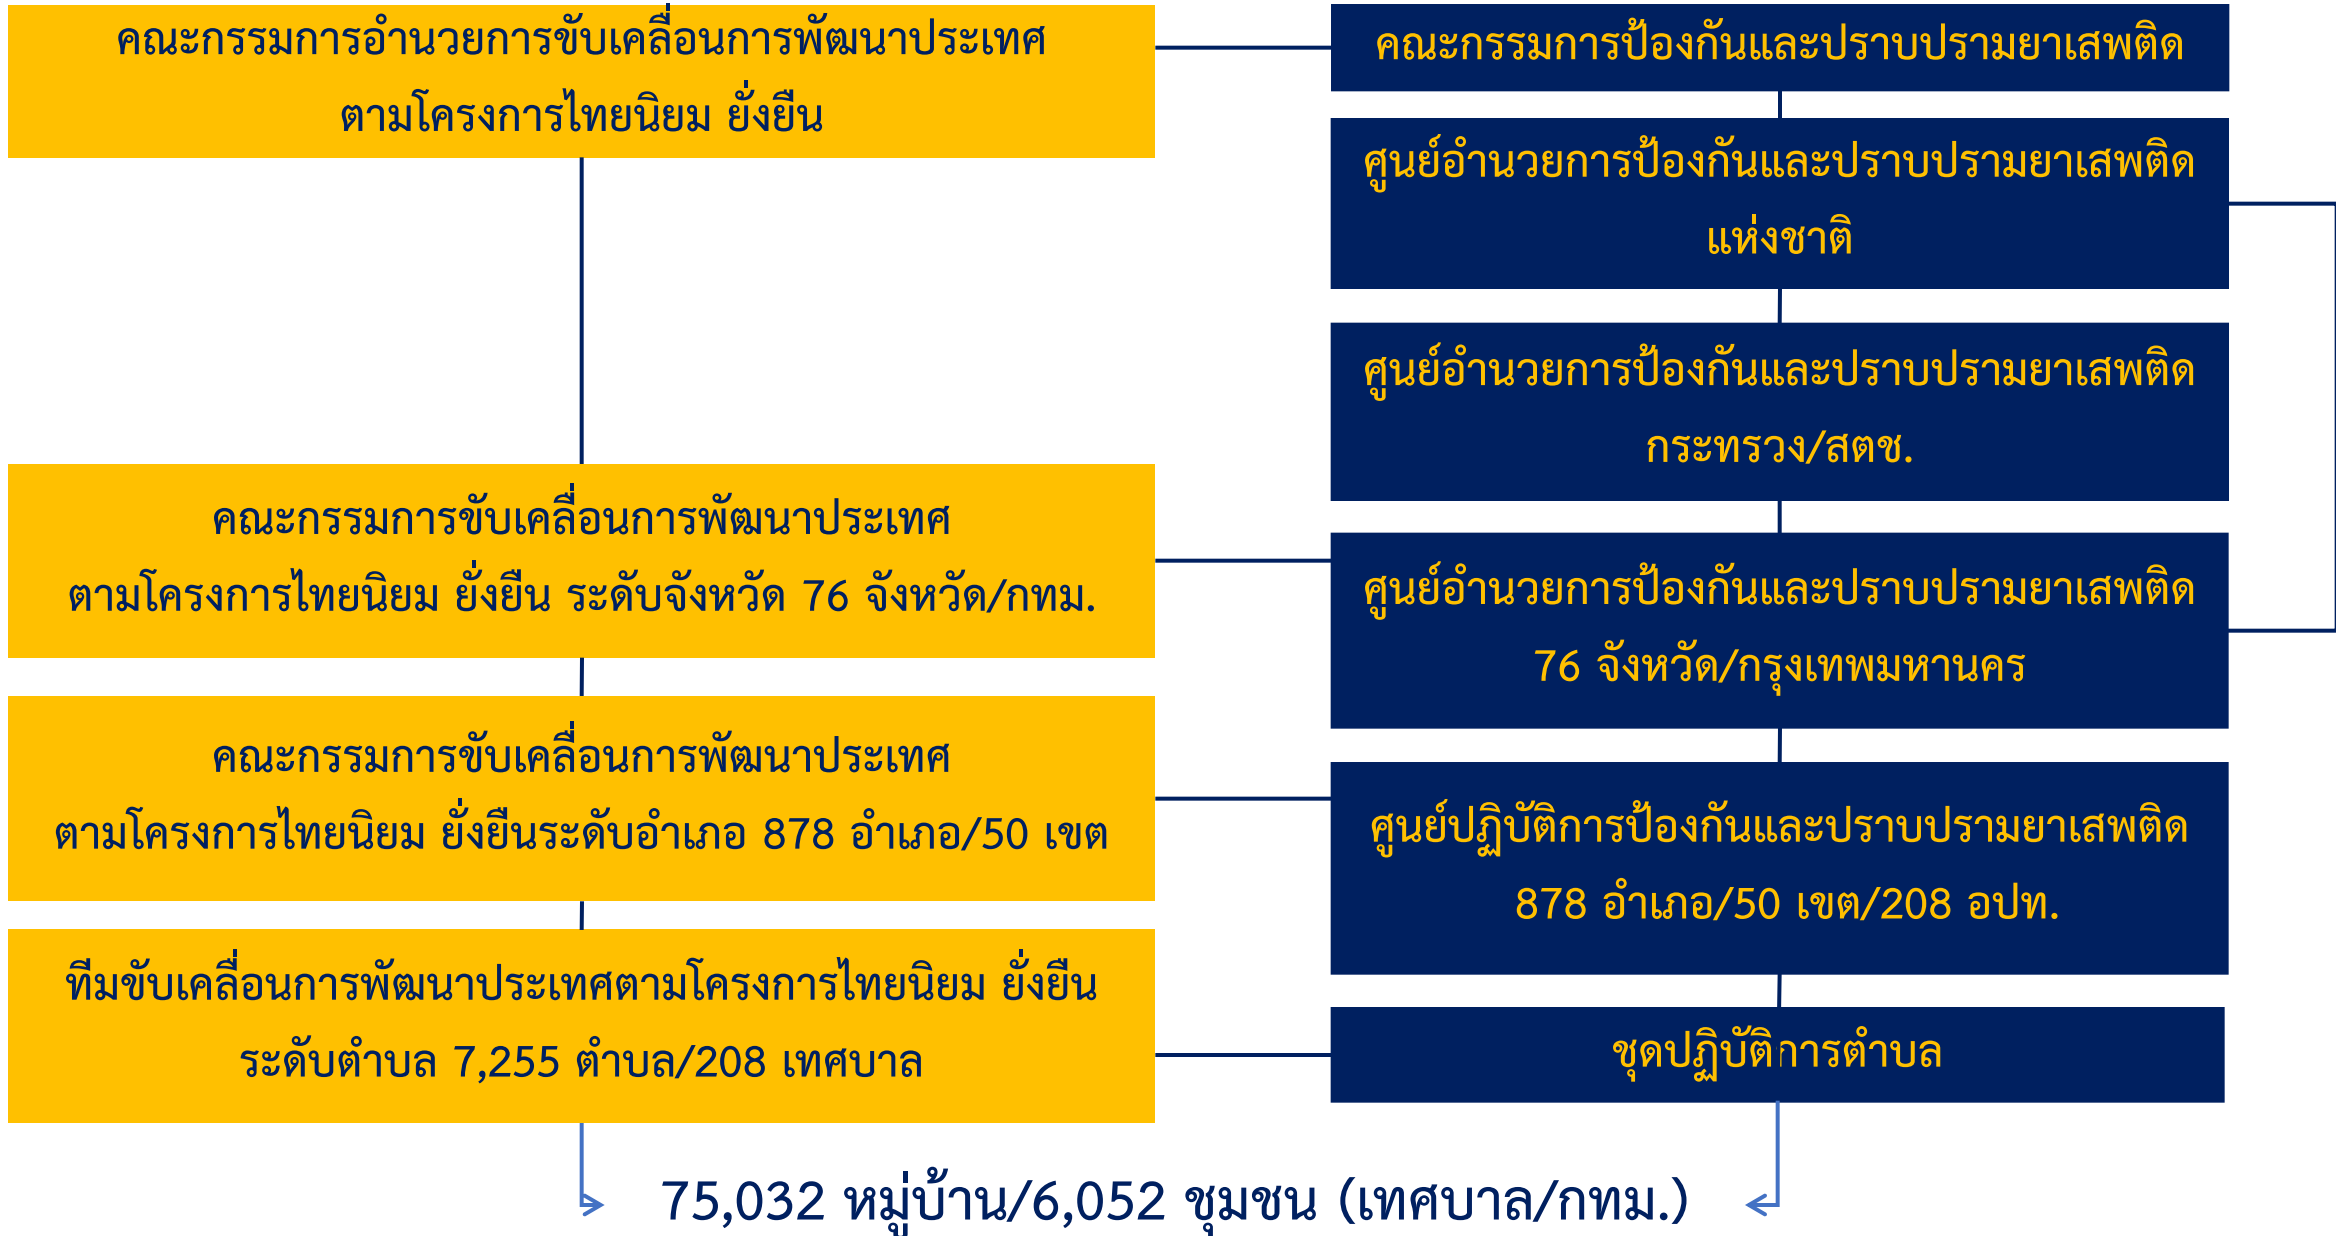 คณะกรรมการอำนวยการขับเคลื่อนการพัฒนาประเทศ
ตามโครงการไทยนิยม ยั่งยืน
คณะกรรมการขับเคลื่อนการพัฒนาประเทศ
ตามโครงการไทยนิยม ยั่งยืน ระดับจังหวัด 76 จังหวัด/กทม.
คณะกรรมการขับเคลื่อนการพัฒนาประเทศ
ตามโครงการไทยนิยม ยั่งยืนระดับอำเภอ 878 อำเภอ/50 เขต
ทีมขับเคลื่อนการพัฒนาประเทศตามโครงการไทยนิยม ยั่งยืน
ระดับตำบล 7,255 ตำบล/208 เทศบาล
คณะกรรมการป้องกันและปราบปรามยาเสพติด
ศูนย์อำนวยการป้องกันและปราบปรามยาเสพติด
แห่งชาติ
ศูนย์อำนวยการป้องกันและปราบปรามยาเสพติด
กระทรวง/สตช.
ศูนย์อำนวยการป้องกันและปราบปรามยาเสพติด
76 จังหวัด/กรุงเทพมหานคร
ศูนย์ปฏิบัติการป้องกันและปราบปรามยาเสพติด
878 อำเภอ/50 เขต/208 อปท.
ชุดปฏิบัติการตำบล
75,032 หมู่บ้าน/6,052 ชุมชน (เทศบาล/กทม.)